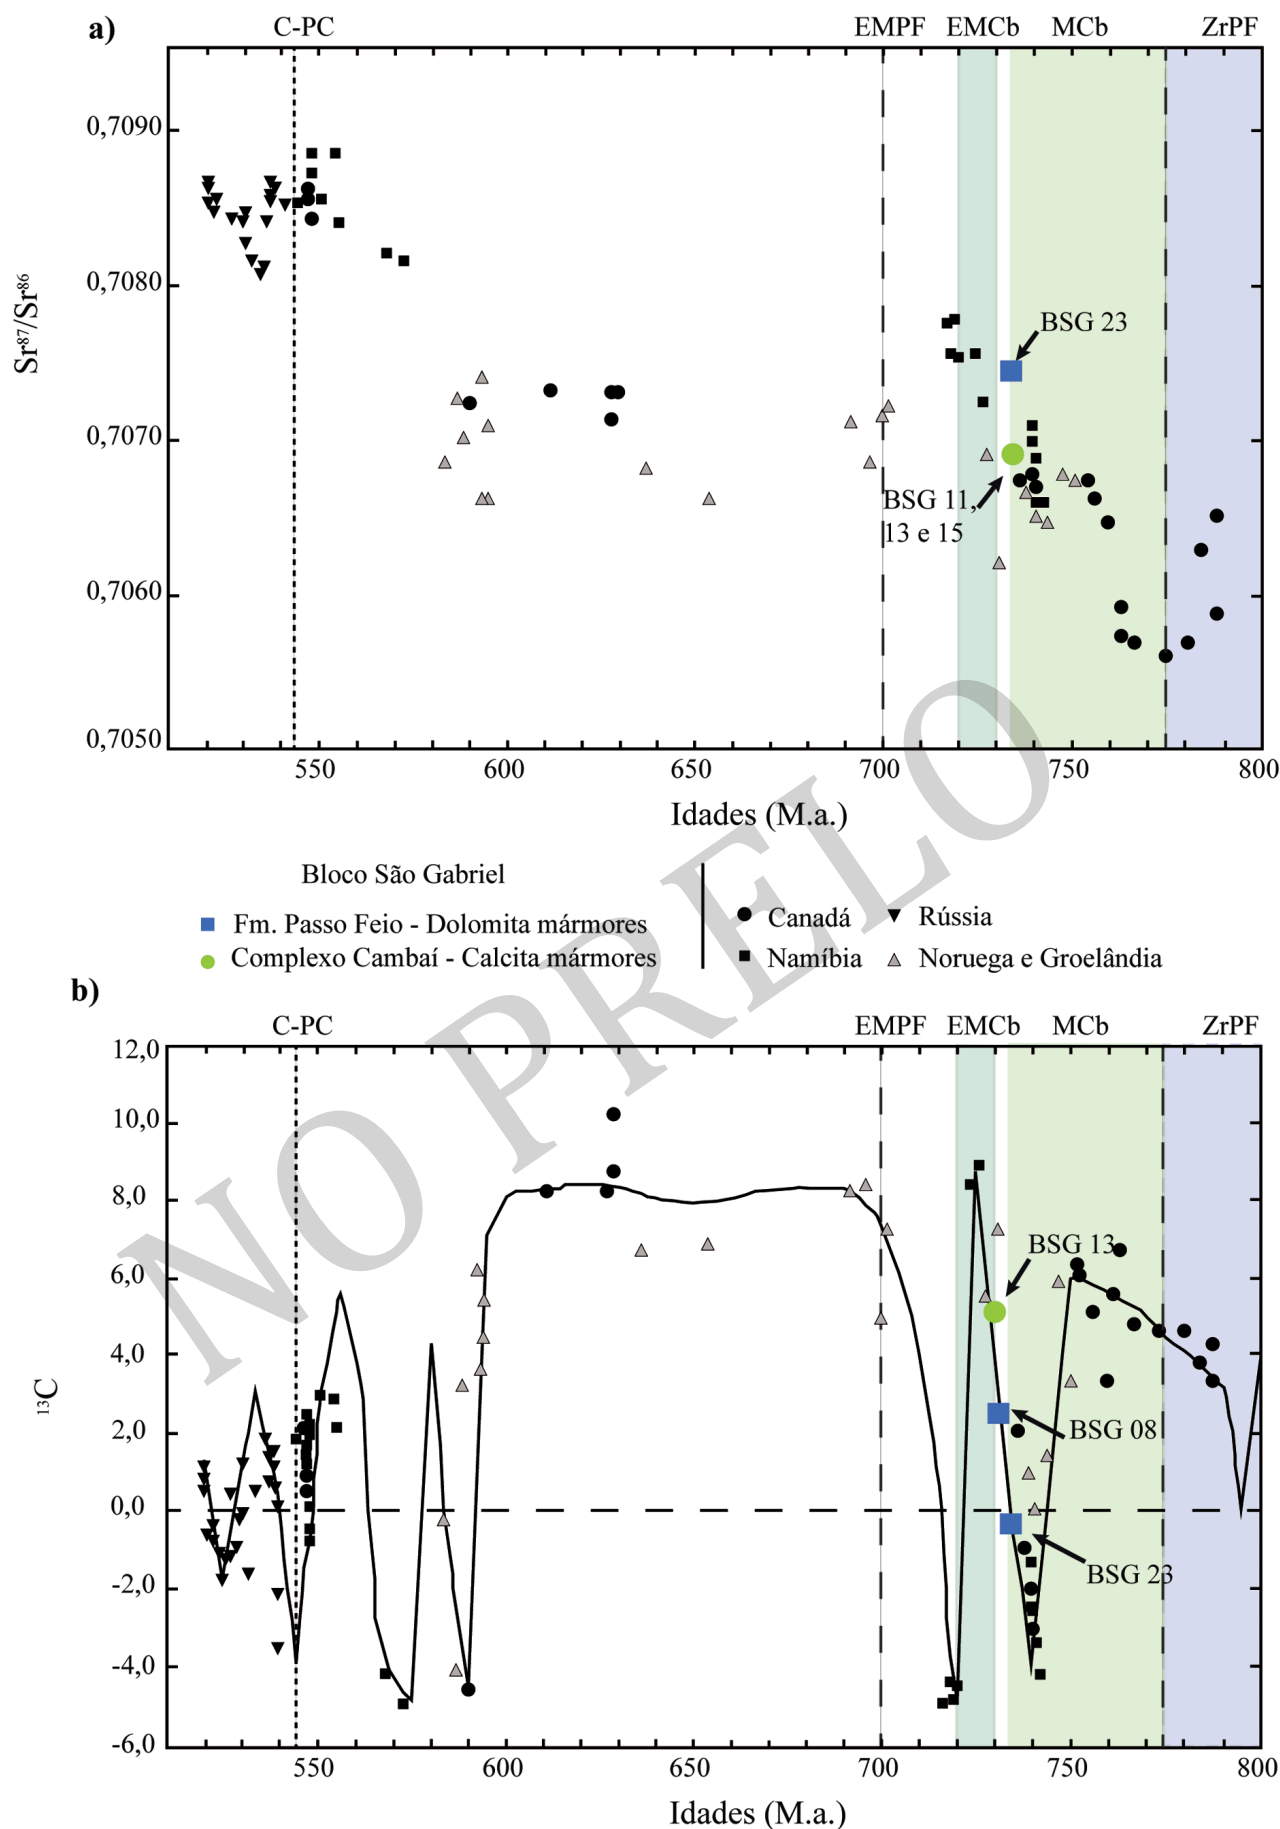 a)
C-PC EMPF EMCb MCb ZrPF
0,7090
0,7080
0,7070
0,7060
0,7050
Sr⁸⁷/Sr⁸⁶
BSG 23
BSG 11,
13 e 15
550 600 650 700 750 800
Idades (M.a.)
Bloco São Gabriel
Fm. Passo Feio - Dolomita mármores
Complexo Cambaí - Calcita mármores
Canadá Rússia
Namíbia Noruega e Groelândia
b)
C-PC EMPF EMCb MCb ZrPF
12,0
10,0
8,0
6,0
4,0
2,0
0,0
-2,0
-4,0
-6,0
¹³C
BSG 13
BSG 08
BSG 23
550 600 650 700 750 800
Idades (M.a.)
NO PRELO